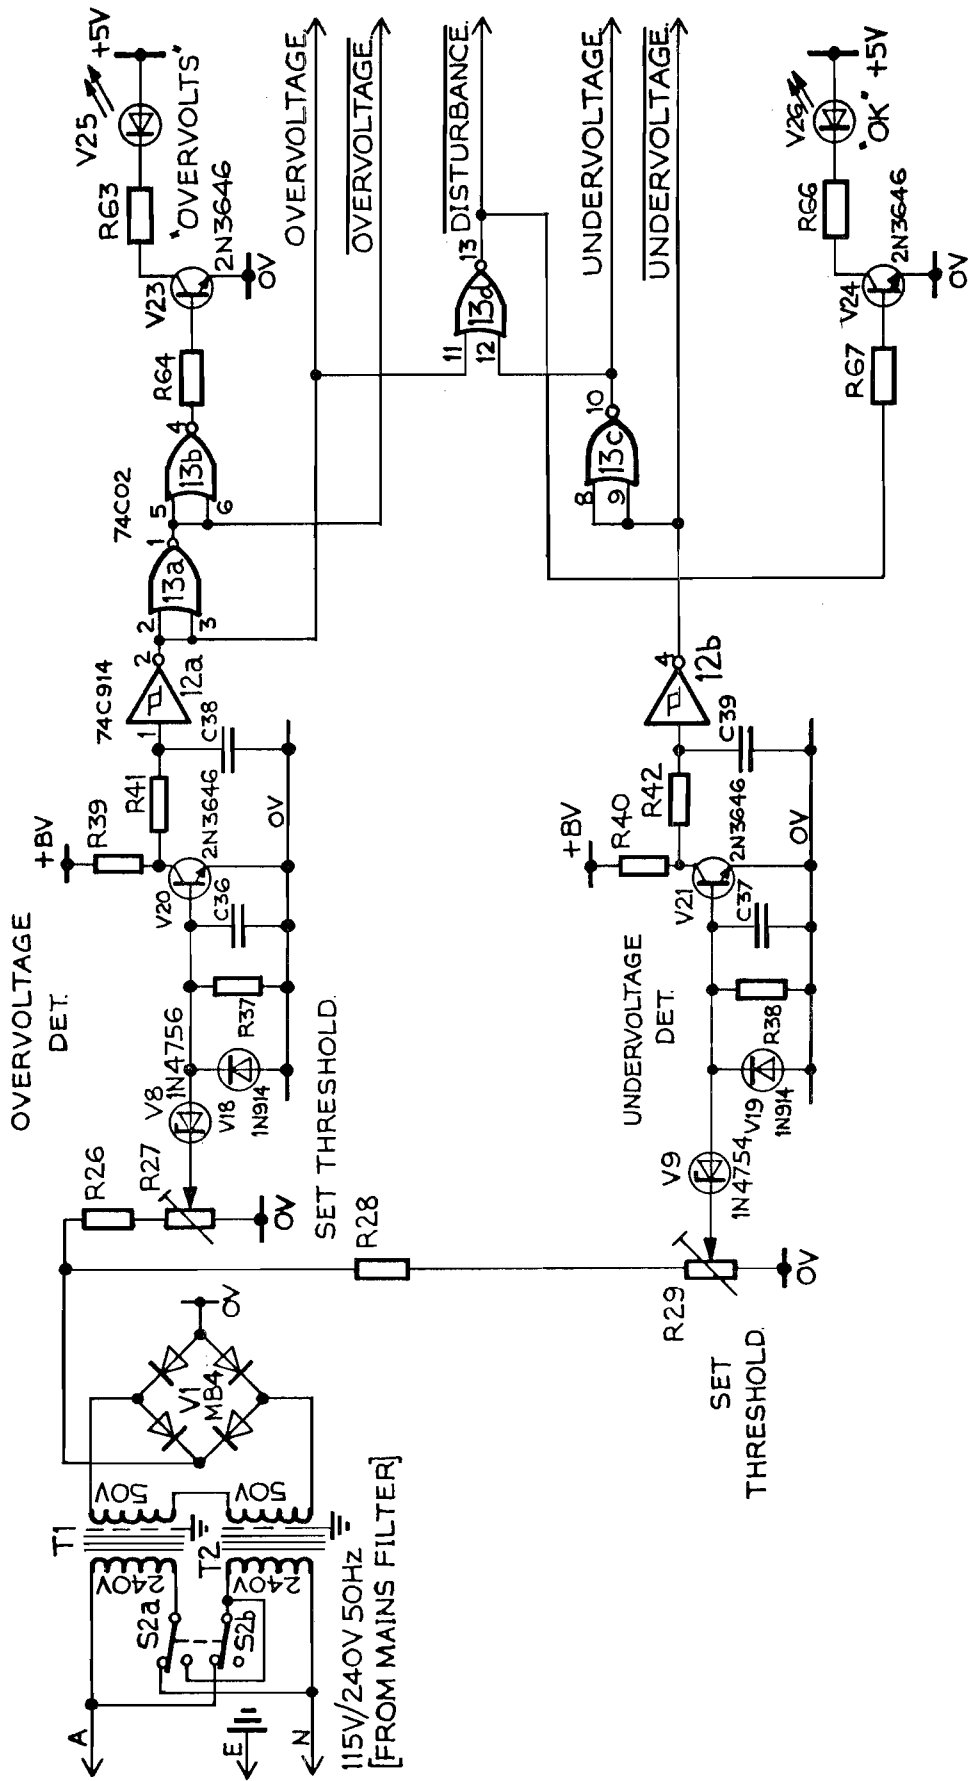 OVERVOLTAGE
DET.
+8V
R39
R26
R27
V8
1N4756
V18
1N914
R37
V20
C36
2N3646
0V
R41
1
C38
0V
SET THRESHOLD.
74C914
12a
2
74C02
2
3
13a
1
5
6
13b
4
R64
V23
2N3646
0V
R63
V25
+5V
"OVERVOLTS"
OVERVOLTAGE
OVERVOLTAGE
DISTURBANCE
11
12
13d
13
UNDERVOLTAGE
UNDERVOLTAGE
8
9
13c
10
T1
240V
50V
T2
240V
50V
S2a
S2b
A
E
N
115V/240V 50Hz
[FROM MAINS FILTER]
V1
MB4
0V
R28
R29
SET
THRESHOLD.
0V
UNDERVOLTAGE
DET.
V9
1N4754
V19
1N914
R38
V21
C37
2N3646
+8V
R40
R42
0V
C39
12b
4
R67
V24
2N3646
0V
R66
V26
"OK"
+5V